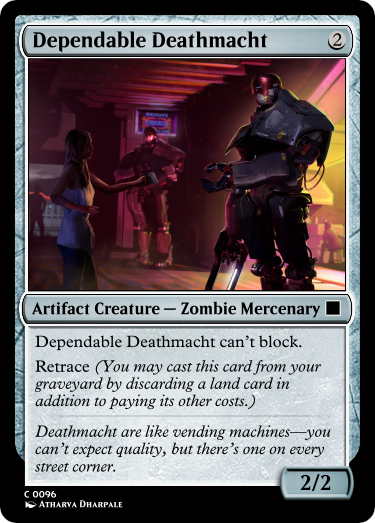 Dependable Deathmacht 2
Artifact Creature — Zombie Mercenary
Dependable Deathmacht can't block.
Retrace (You may cast this card from your
graveyard by discarding a land card in
addition to paying its other costs.)
Deathmacht are like vending machines—you
can't expect quality, but there's one on every
street corner.
2/2
C 0096
Atharva Dharpale